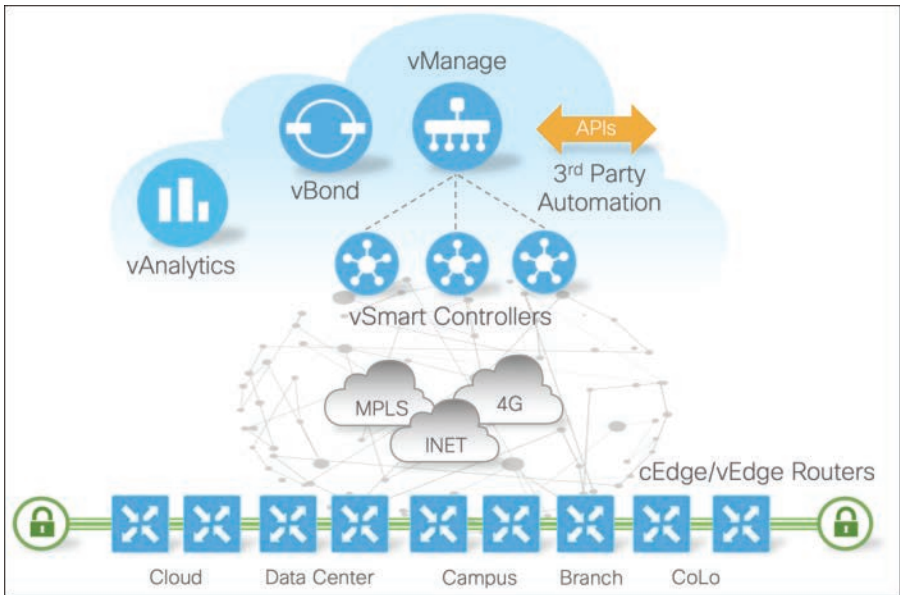 vManage
APIs
vBond
3rd Party
Automation
vAnalytics
vSmart Controllers
MPLS
4G
INET
cEdge/vEdge Routers
Cloud
Data Center
Campus
Branch
CoLo